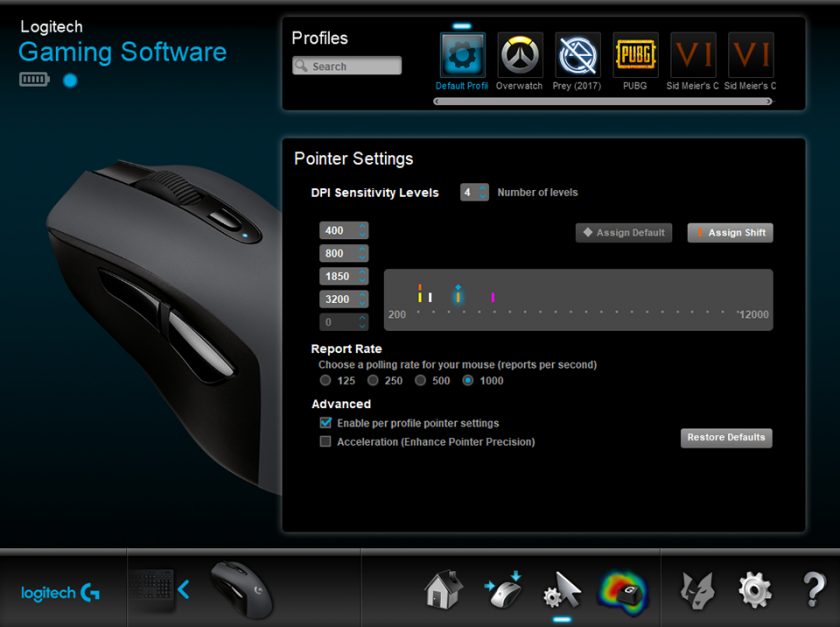 Logitech
Gaming Software
Profiles
Search
Default Profil
Overwatch
Prey (2017)
PUBG
PUBG
VI
Sid Meier's C
VI
Sid Meier's C
Pointer Settings
DPI Sensitivity Levels
4
Number of levels
400
Assign Default
Assign Shift
800
1850
3200
200
12000
0
Report Rate
Choose a polling rate for your mouse (reports per second)
125
250
500
1000
Advanced
Enable per profile pointer settings
Acceleration (Enhance Pointer Precision)
Restore Defaults
logitech G
G
G
?